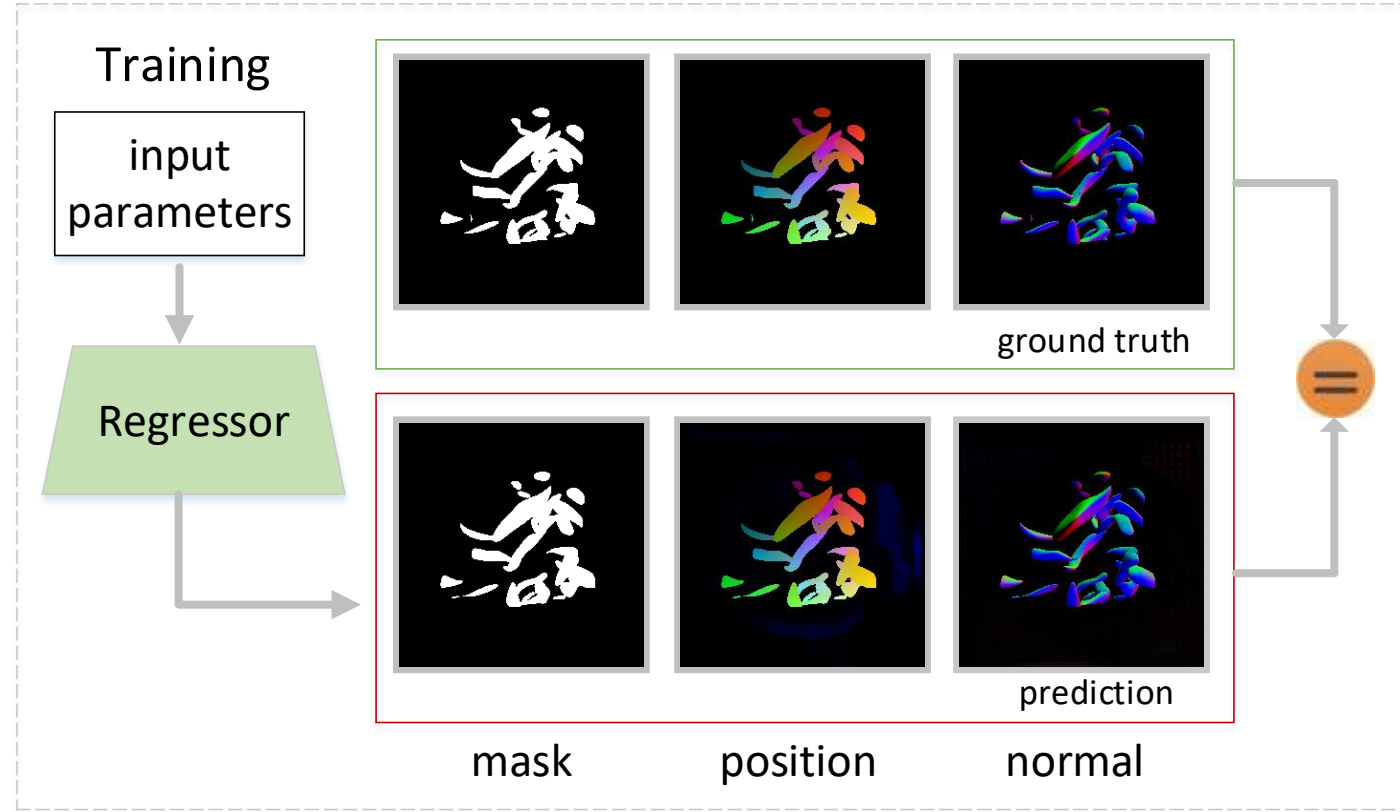 Training
input
parameters
Regressor
ground truth
prediction
mask
position
normal